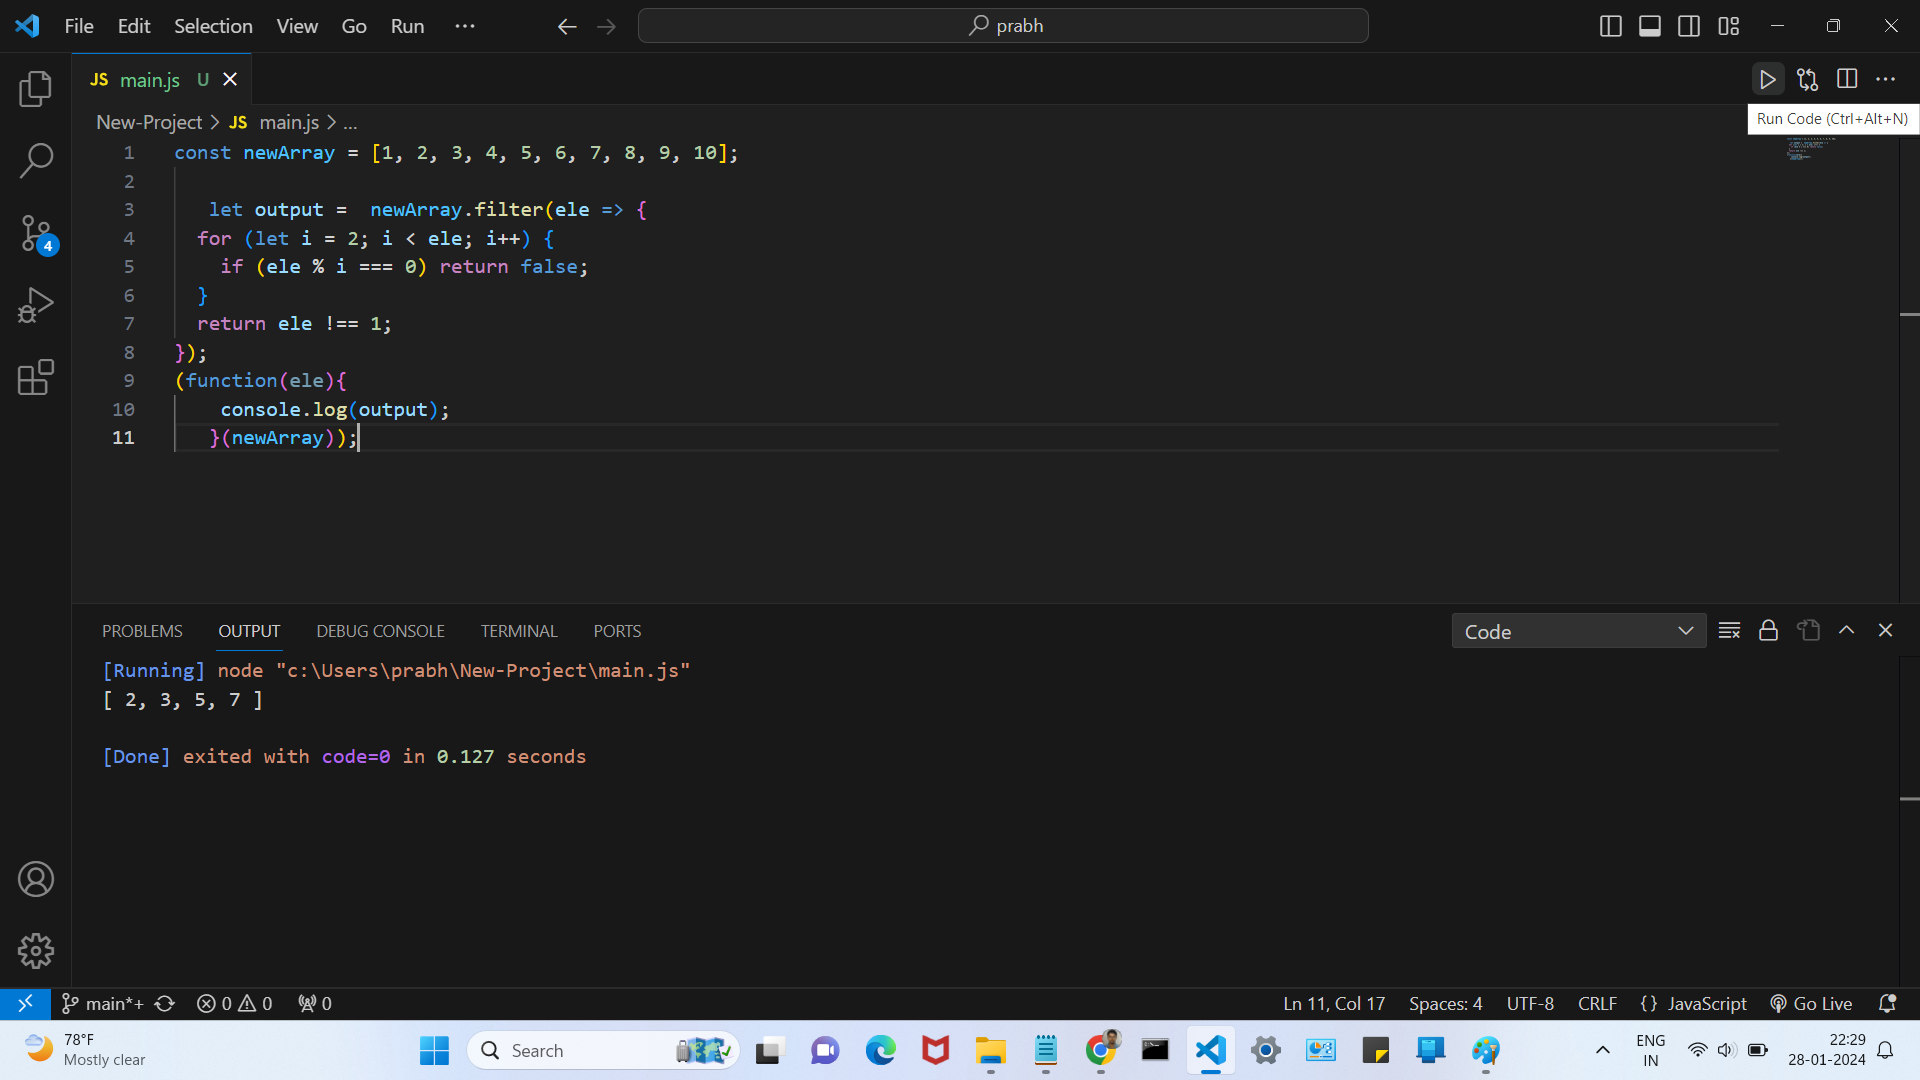 File Edit Selection View Go Run ...
prabh
JS main.js U
Run Code (Ctrl+Alt+N)
New-Project > JS main.js > ...
1 const newArray = [1, 2, 3, 4, 5, 6, 7, 8, 9, 10];
2
3 let output =  newArray.filter(ele => {
4 for (let i = 2; i < ele; i++) {
5 if (ele % i === 0) return false;
6 }
7 return ele !== 1;
8 });
9 (function(ele){
10 console.log(output);
11 }(newArray));
4
PROBLEMS OUTPUT DEBUG CONSOLE TERMINAL PORTS
Code
[Running] node "c:\Users\prabh\New-Project\main.js"
[ 2, 3, 5, 7 ]
[Done] exited with code=0 in 0.127 seconds
main*+ 0 0 0
Ln 11, Col 17 Spaces: 4 UTF-8 CRLF {} JavaScript Go Live
78°F
Mostly clear
Search
ENG
IN
22:29
28-01-2024